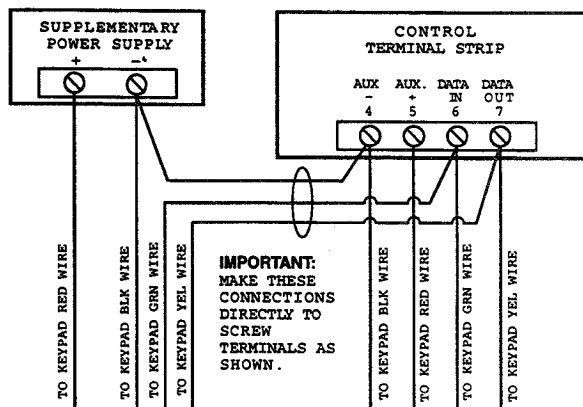 SUPPLEMENTARY
POWER SUPPLY
+ -
CONTROL
TERMINAL STRIP
AUX AUX. DATA DATA
- + IN OUT
4 5 6 7
IMPORTANT:
MAKE THESE
CONNECTIONS
DIRECTLY TO
SCREW
TERMINALS AS
SHOWN.
TO KEYPAD RED WIRE
TO KEYPAD BLK WIRE
TO KEYPAD GRN WIRE
TO KEYPAD YEL WIRE
TO KEYPAD BLK WIRE
TO KEYPAD RED WIRE
TO KEYPAD GRN WIRE
TO KEYPAD YEL WIRE